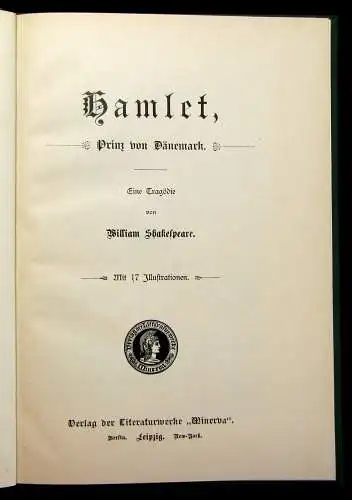 Hamlet,
Prinz von Dänemark.
Eine Tragödie
von
William Shakespeare.
Mit 17 Illustrationen.
Minerva
Verlag der Literaturwerke „Minerva“.
Berlin. Leipzig. New-York.